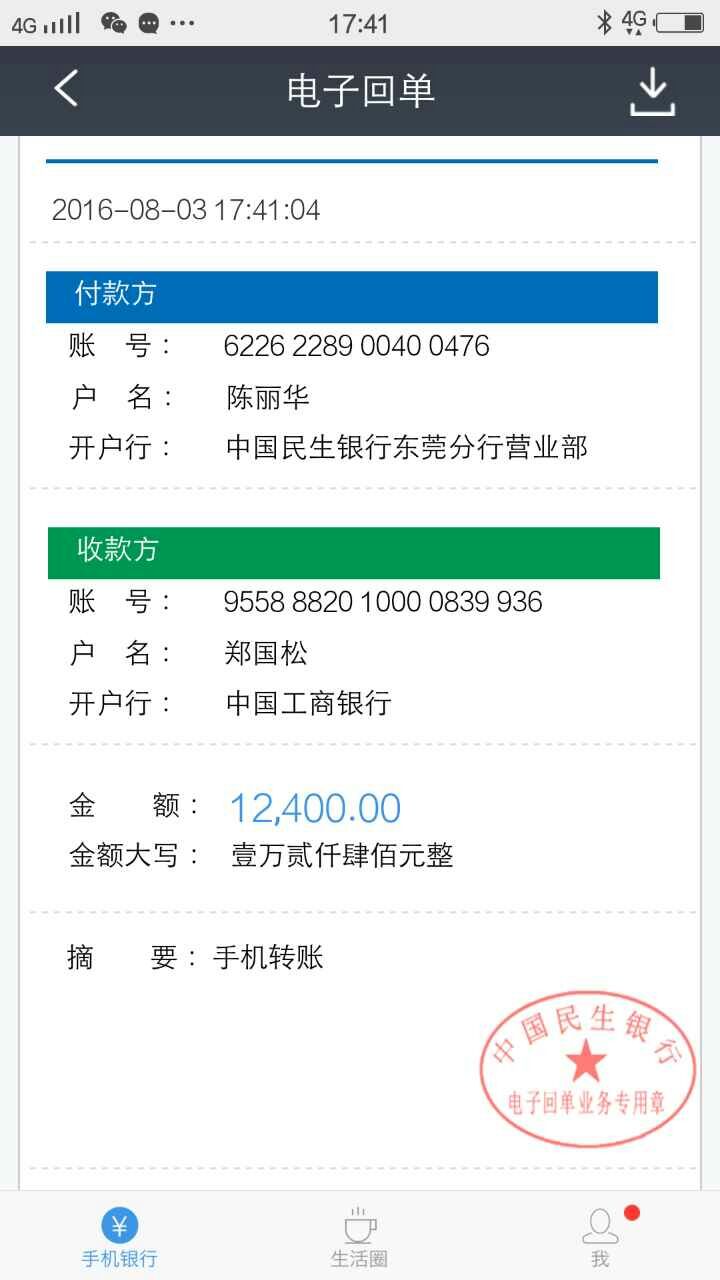 4G 17:41 4G
电子回单
2016-08-03 17:41:04
付款方
账 号： 6226 2289 0040 0476
户 名： 陈丽华
开户行： 中国民生银行东莞分行营业部
收款方
账 号： 9558 8820 1000 0839 936
户 名： 郑国松
开户行： 中国工商银行
金 额： 12,400.00
金额大写： 壹万贰仟肆佰元整
摘 要： 手机转账
中国民生银行
电子回单业务专用章
手机银行 生活圈 我